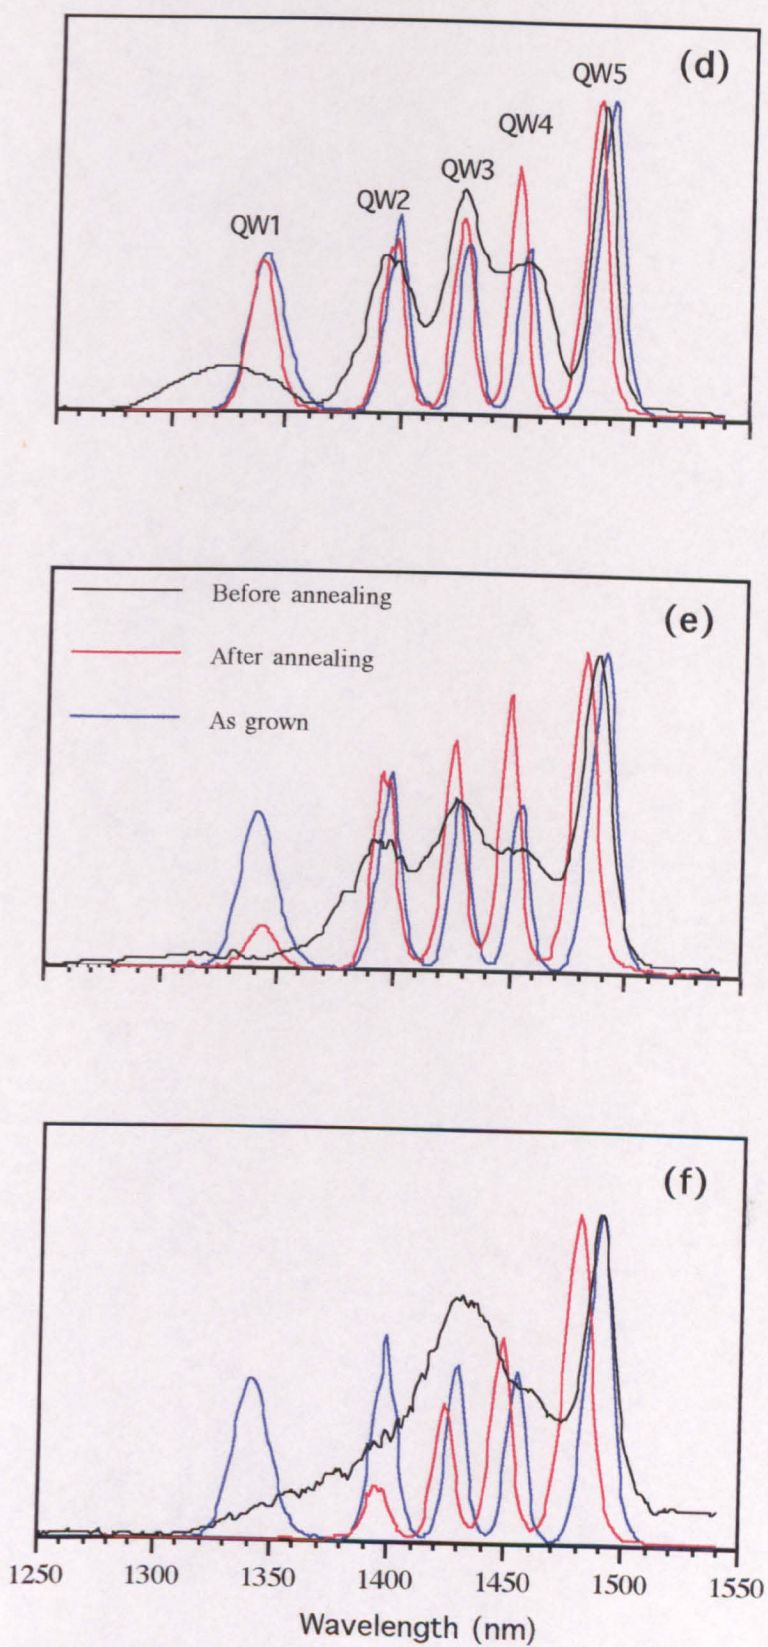 (d)
QW5
QW4
QW3
QW2
QW1
Before annealing
(e)
After annealing
As grown
(f)
1250 1300 1350 1400 1450 1500 1550
Wavelength (nm)